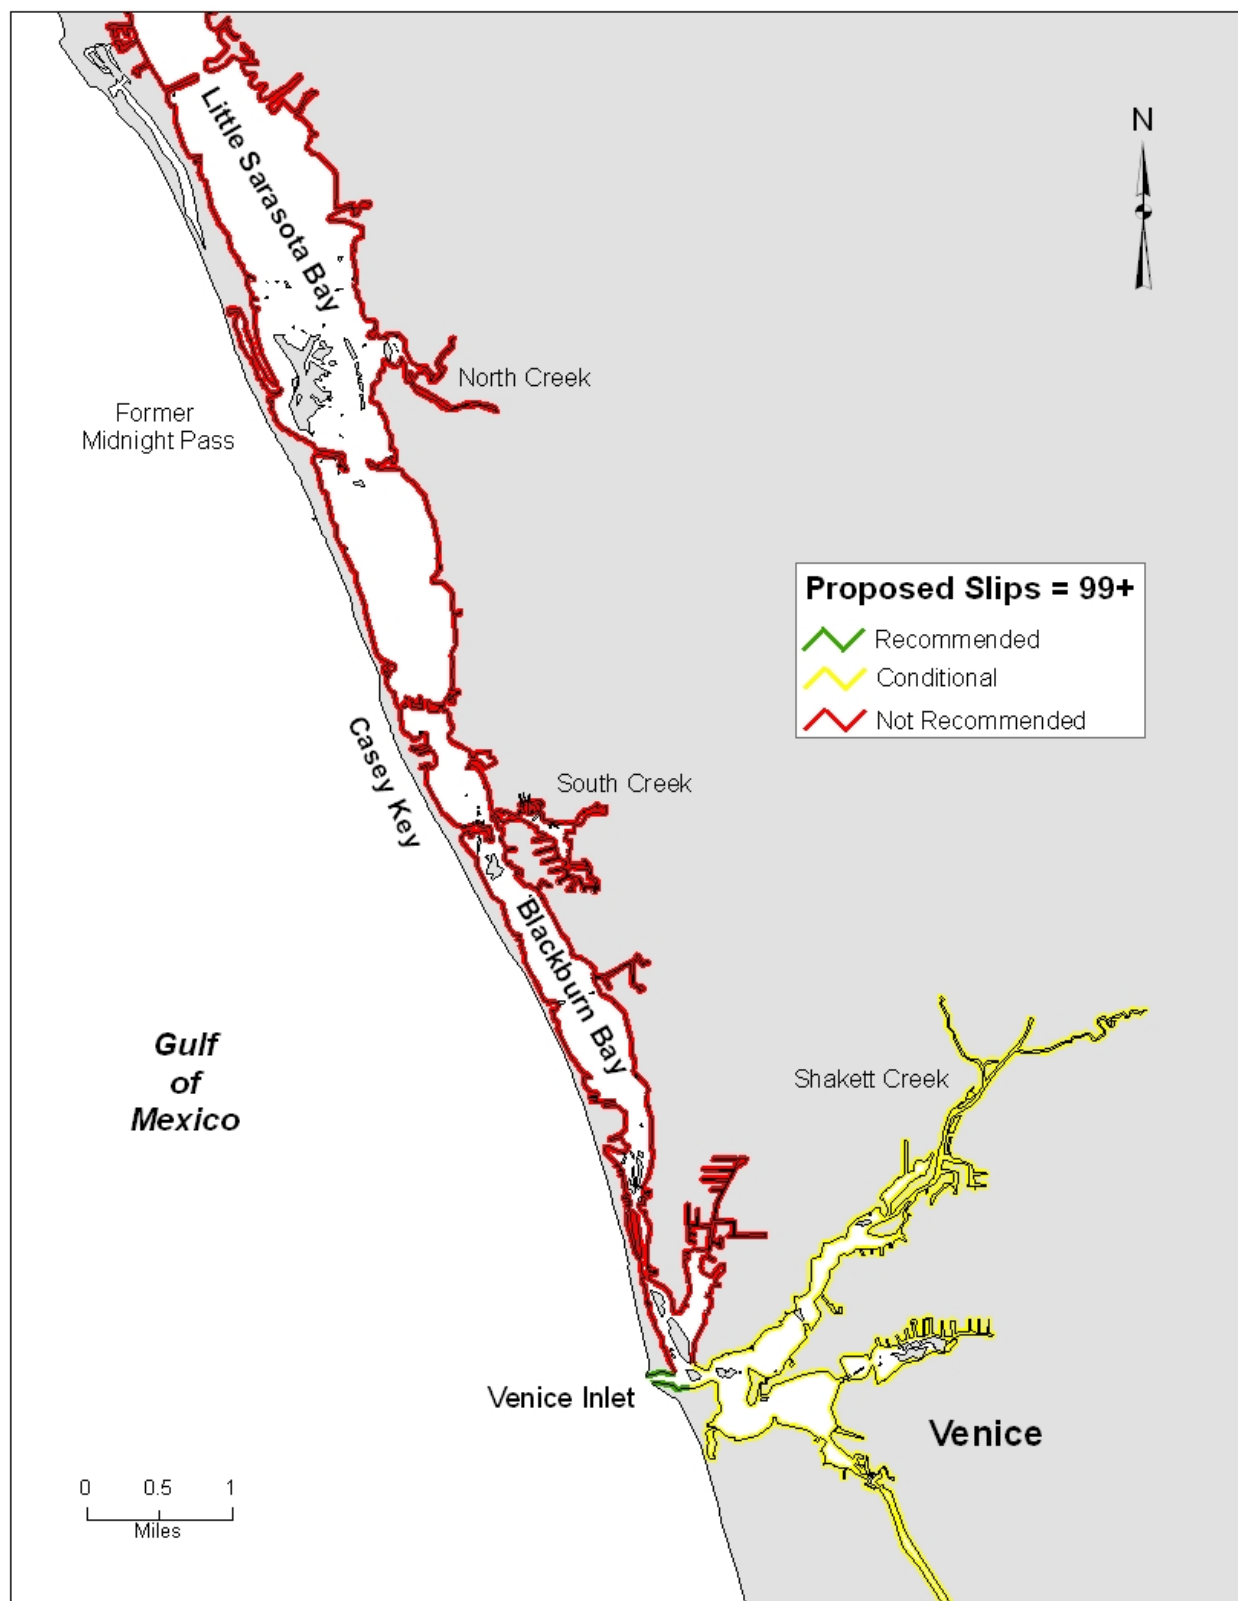 N
Little Sarasota Bay
North Creek
Former
Midnight Pass
Proposed Slips = 99+
Recommended
Conditional
Not Recommended
Casey Key
South Creek
Blackburn Bay
Gulf
of
Mexico
Shakett Creek
Venice Inlet
Venice
0 0.5 1
Miles